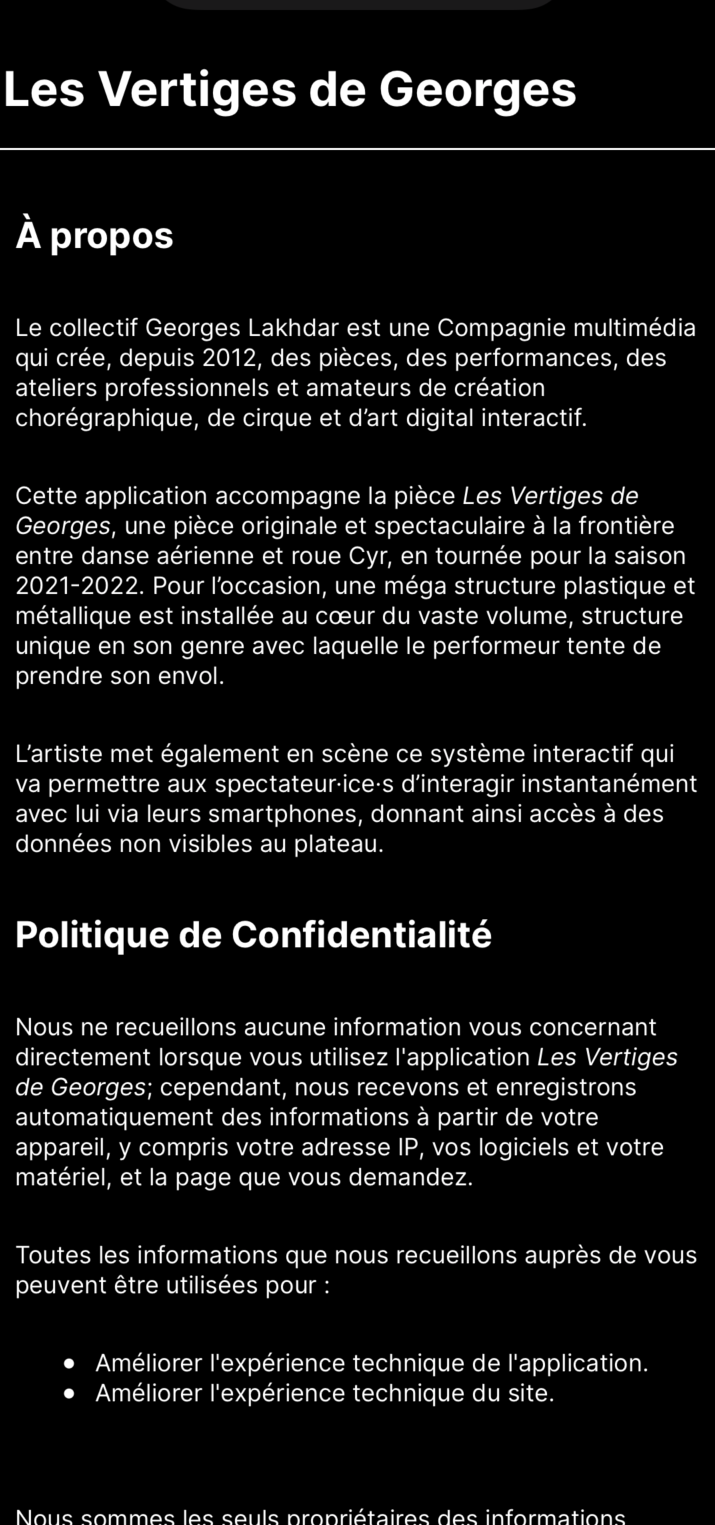 Les Vertiges de Georges
À propos
Le collectif Georges Lakhdar est une Compagnie multimédia
qui crée, depuis 2012, des pièces, des performances, des
ateliers professionnels et amateurs de création
chorégraphique, de cirque et d’art digital interactif.
Cette application accompagne la pièce Les Vertiges de
Georges, une pièce originale et spectaculaire à la frontière
entre danse aérienne et roue Cyr, en tournée pour la saison
2021-2022. Pour l’occasion, une méga structure plastique et
métallique est installée au cœur du vaste volume, structure
unique en son genre avec laquelle le performeur tente de
prendre son envol.
L’artiste met également en scène ce système interactif qui
va permettre aux spectateur·ice·s d’interagir instantanément
avec lui via leurs smartphones, donnant ainsi accès à des
données non visibles au plateau.
Politique de Confidentialité
Nous ne recueillons aucune information vous concernant
directement lorsque vous utilisez l'application Les Vertiges
de Georges; cependant, nous recevons et enregistrons
automatiquement des informations à partir de votre
appareil, y compris votre adresse IP, vos logiciels et votre
matériel, et la page que vous demandez.
Toutes les informations que nous recueillons auprès de vous
peuvent être utilisées pour :
• Améliorer l'expérience technique de l'application.
• Améliorer l'expérience technique du site.
Nous sommes les seuls propriétaires des informations